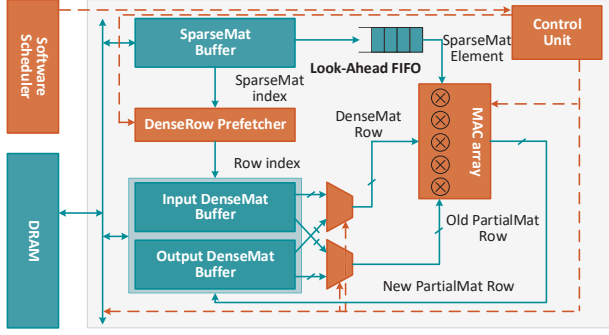 Software
Scheduler
DRAM
SparseMat
Buffer
Look-Ahead FIFO
SparseMat
Element
Control
Unit
SparseMat
index
DenseRow Prefetcher
Row index
DenseMat
Row
MAC array
Input DenseMat
Buffer
Output DenseMat
Buffer
Old PartialMat
Row
New PartialMat Row